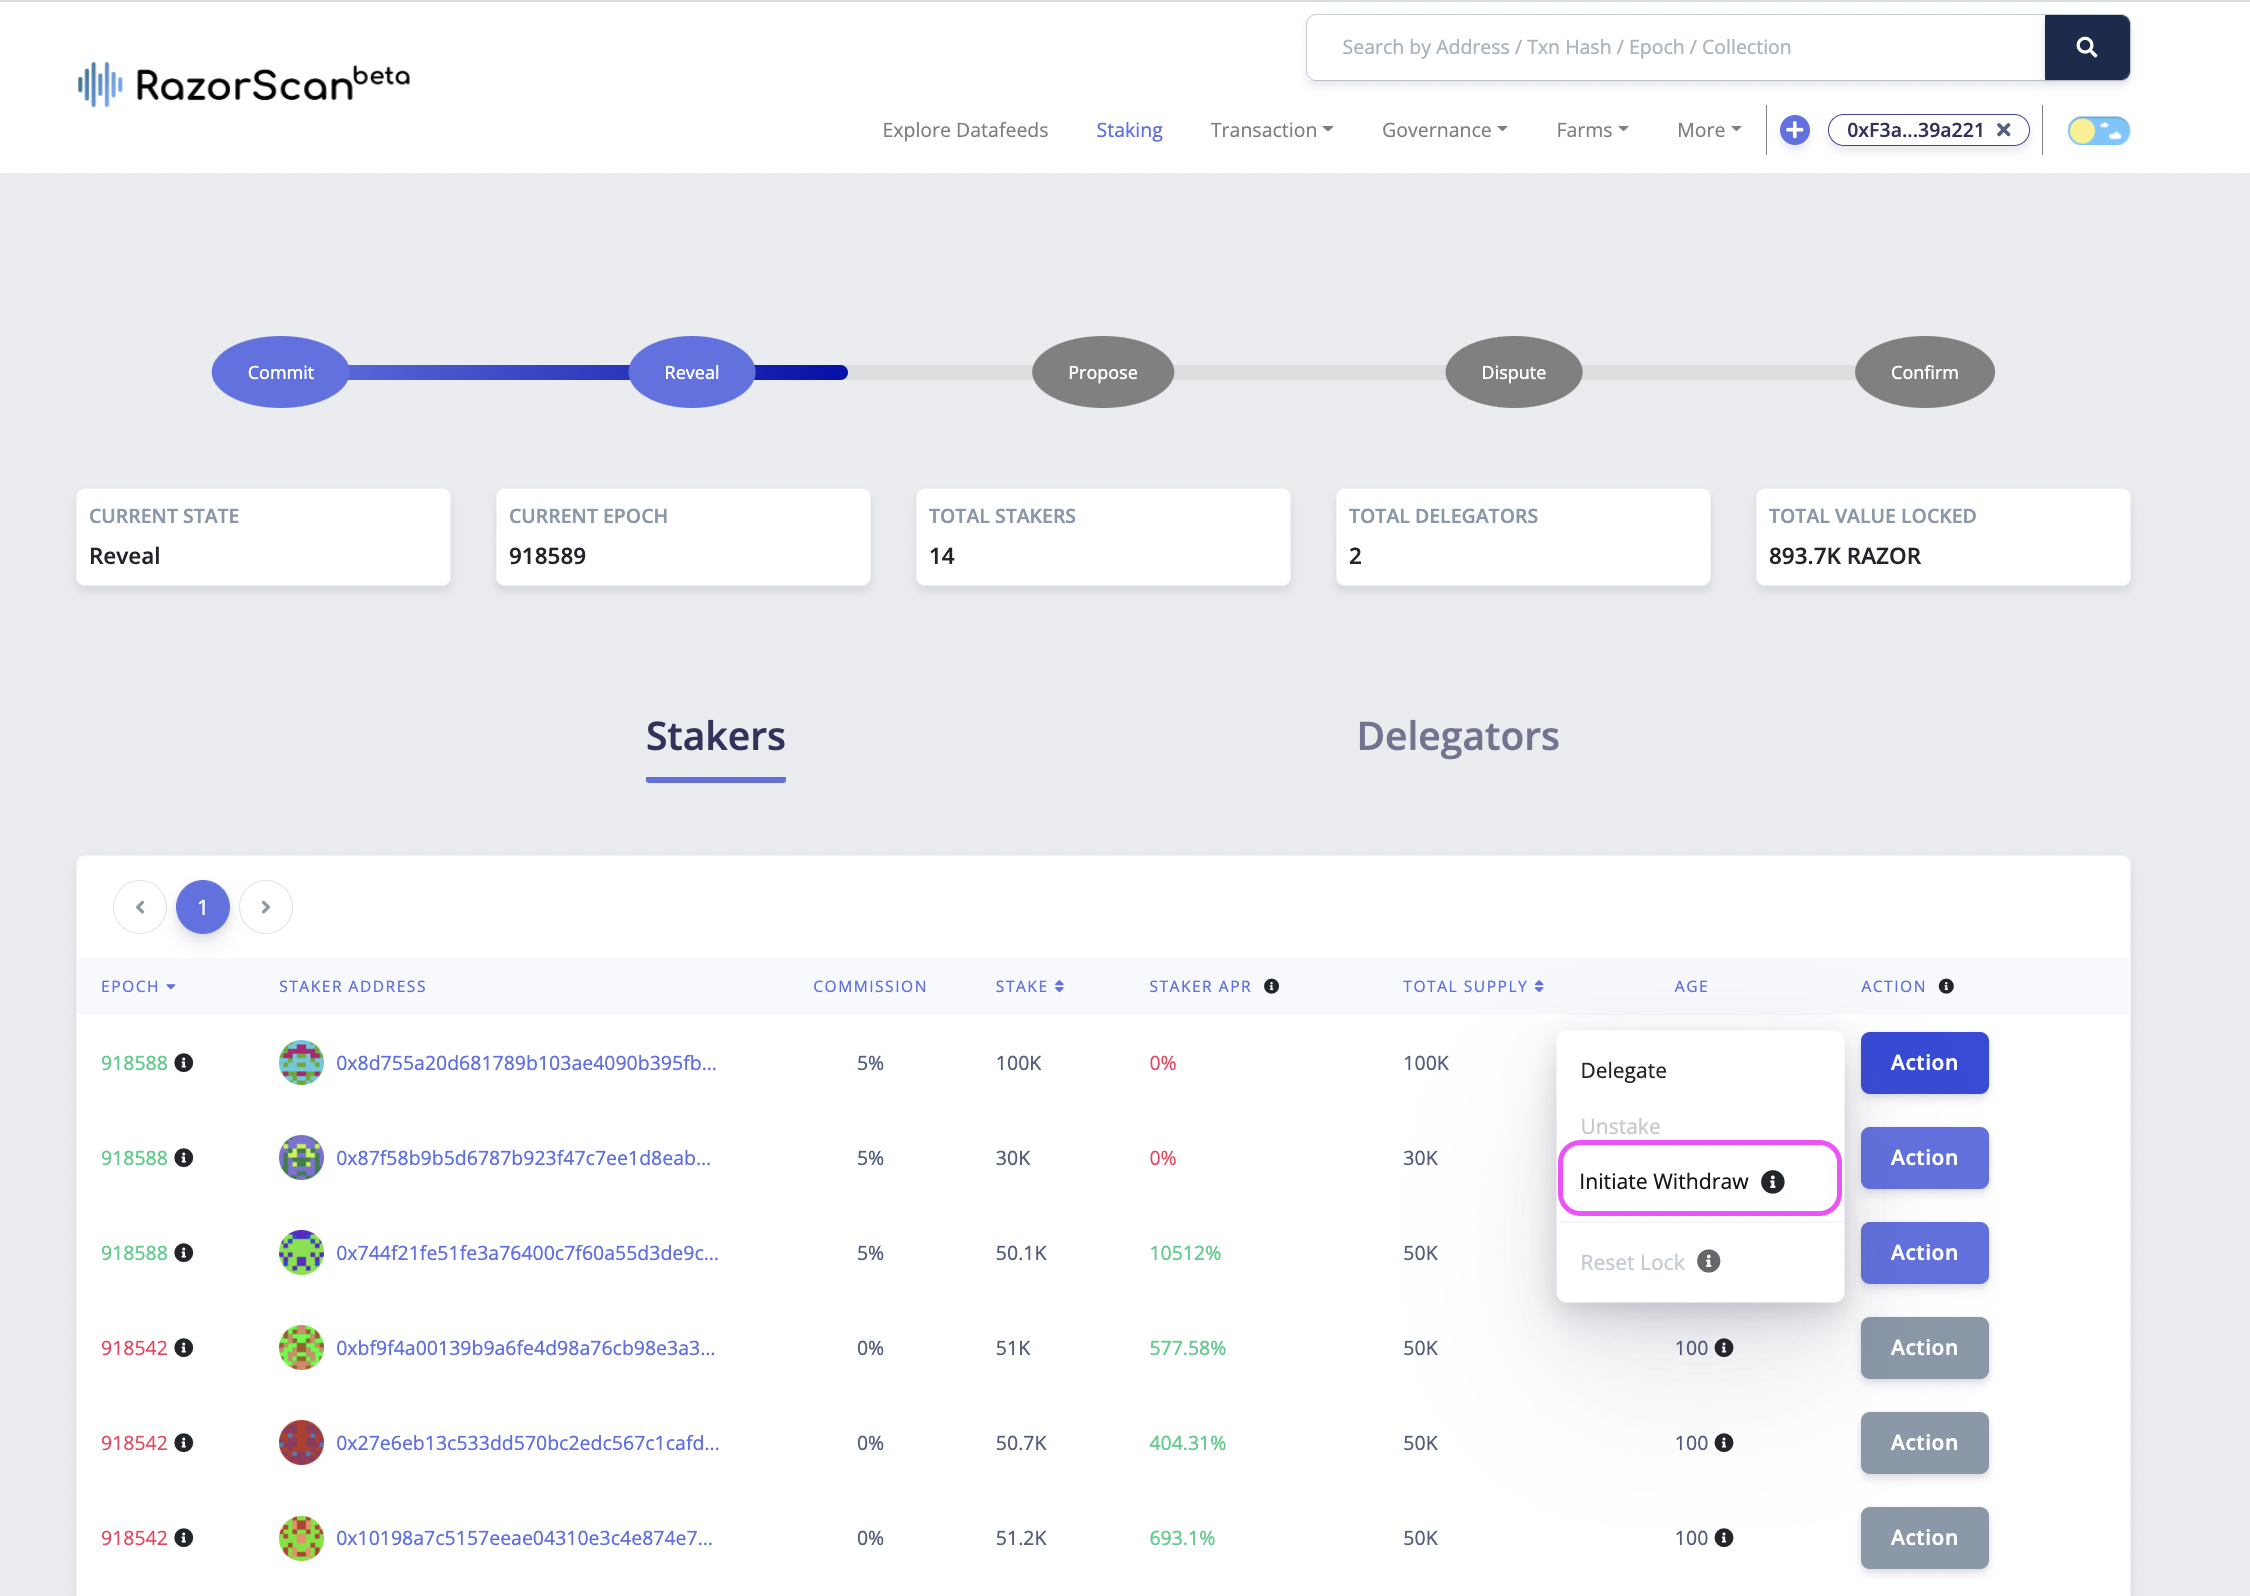 Search by Address / Txn Hash / Epoch / Collection
RazorScan beta
Explore Datafeeds Staking Transaction Governance Farms More 0xF3a...39a221
Commit Reveal Propose Dispute Confirm
CURRENT STATE
Reveal
CURRENT EPOCH
918589
TOTAL STAKERS
14
TOTAL DELEGATORS
2
TOTAL VALUE LOCKED
893.7K RAZOR
Stakers Delegators
1
EPOCH STAKER ADDRESS COMMISSION STAKE STAKER APR TOTAL SUPPLY AGE ACTION
918588 0x8d755a20d681789b103ae4090b395fb... 5% 100K 0% 100K Action
918588 0x87f58b9b5d6787b923f47c7ee1d8eab... 5% 30K 0% 30K Action
918588 0x744f21fe51fe3a76400c7f60a55d3de9c... 5% 50.1K 10512% 50K Action
Delegate
Unstake
Initiate Withdraw
Reset Lock
918542 0xbf9f4a00139b9a6fe4d98a76cb98e3a3... 0% 51K 577.58% 50K 100 Action
918542 0x27e6eb13c533dd570bc2edc567c1cafd... 0% 50.7K 404.31% 50K 100 Action
918542 0x10198a7c5157eeae04310e3c4e874e7... 0% 51.2K 693.1% 50K 100 Action